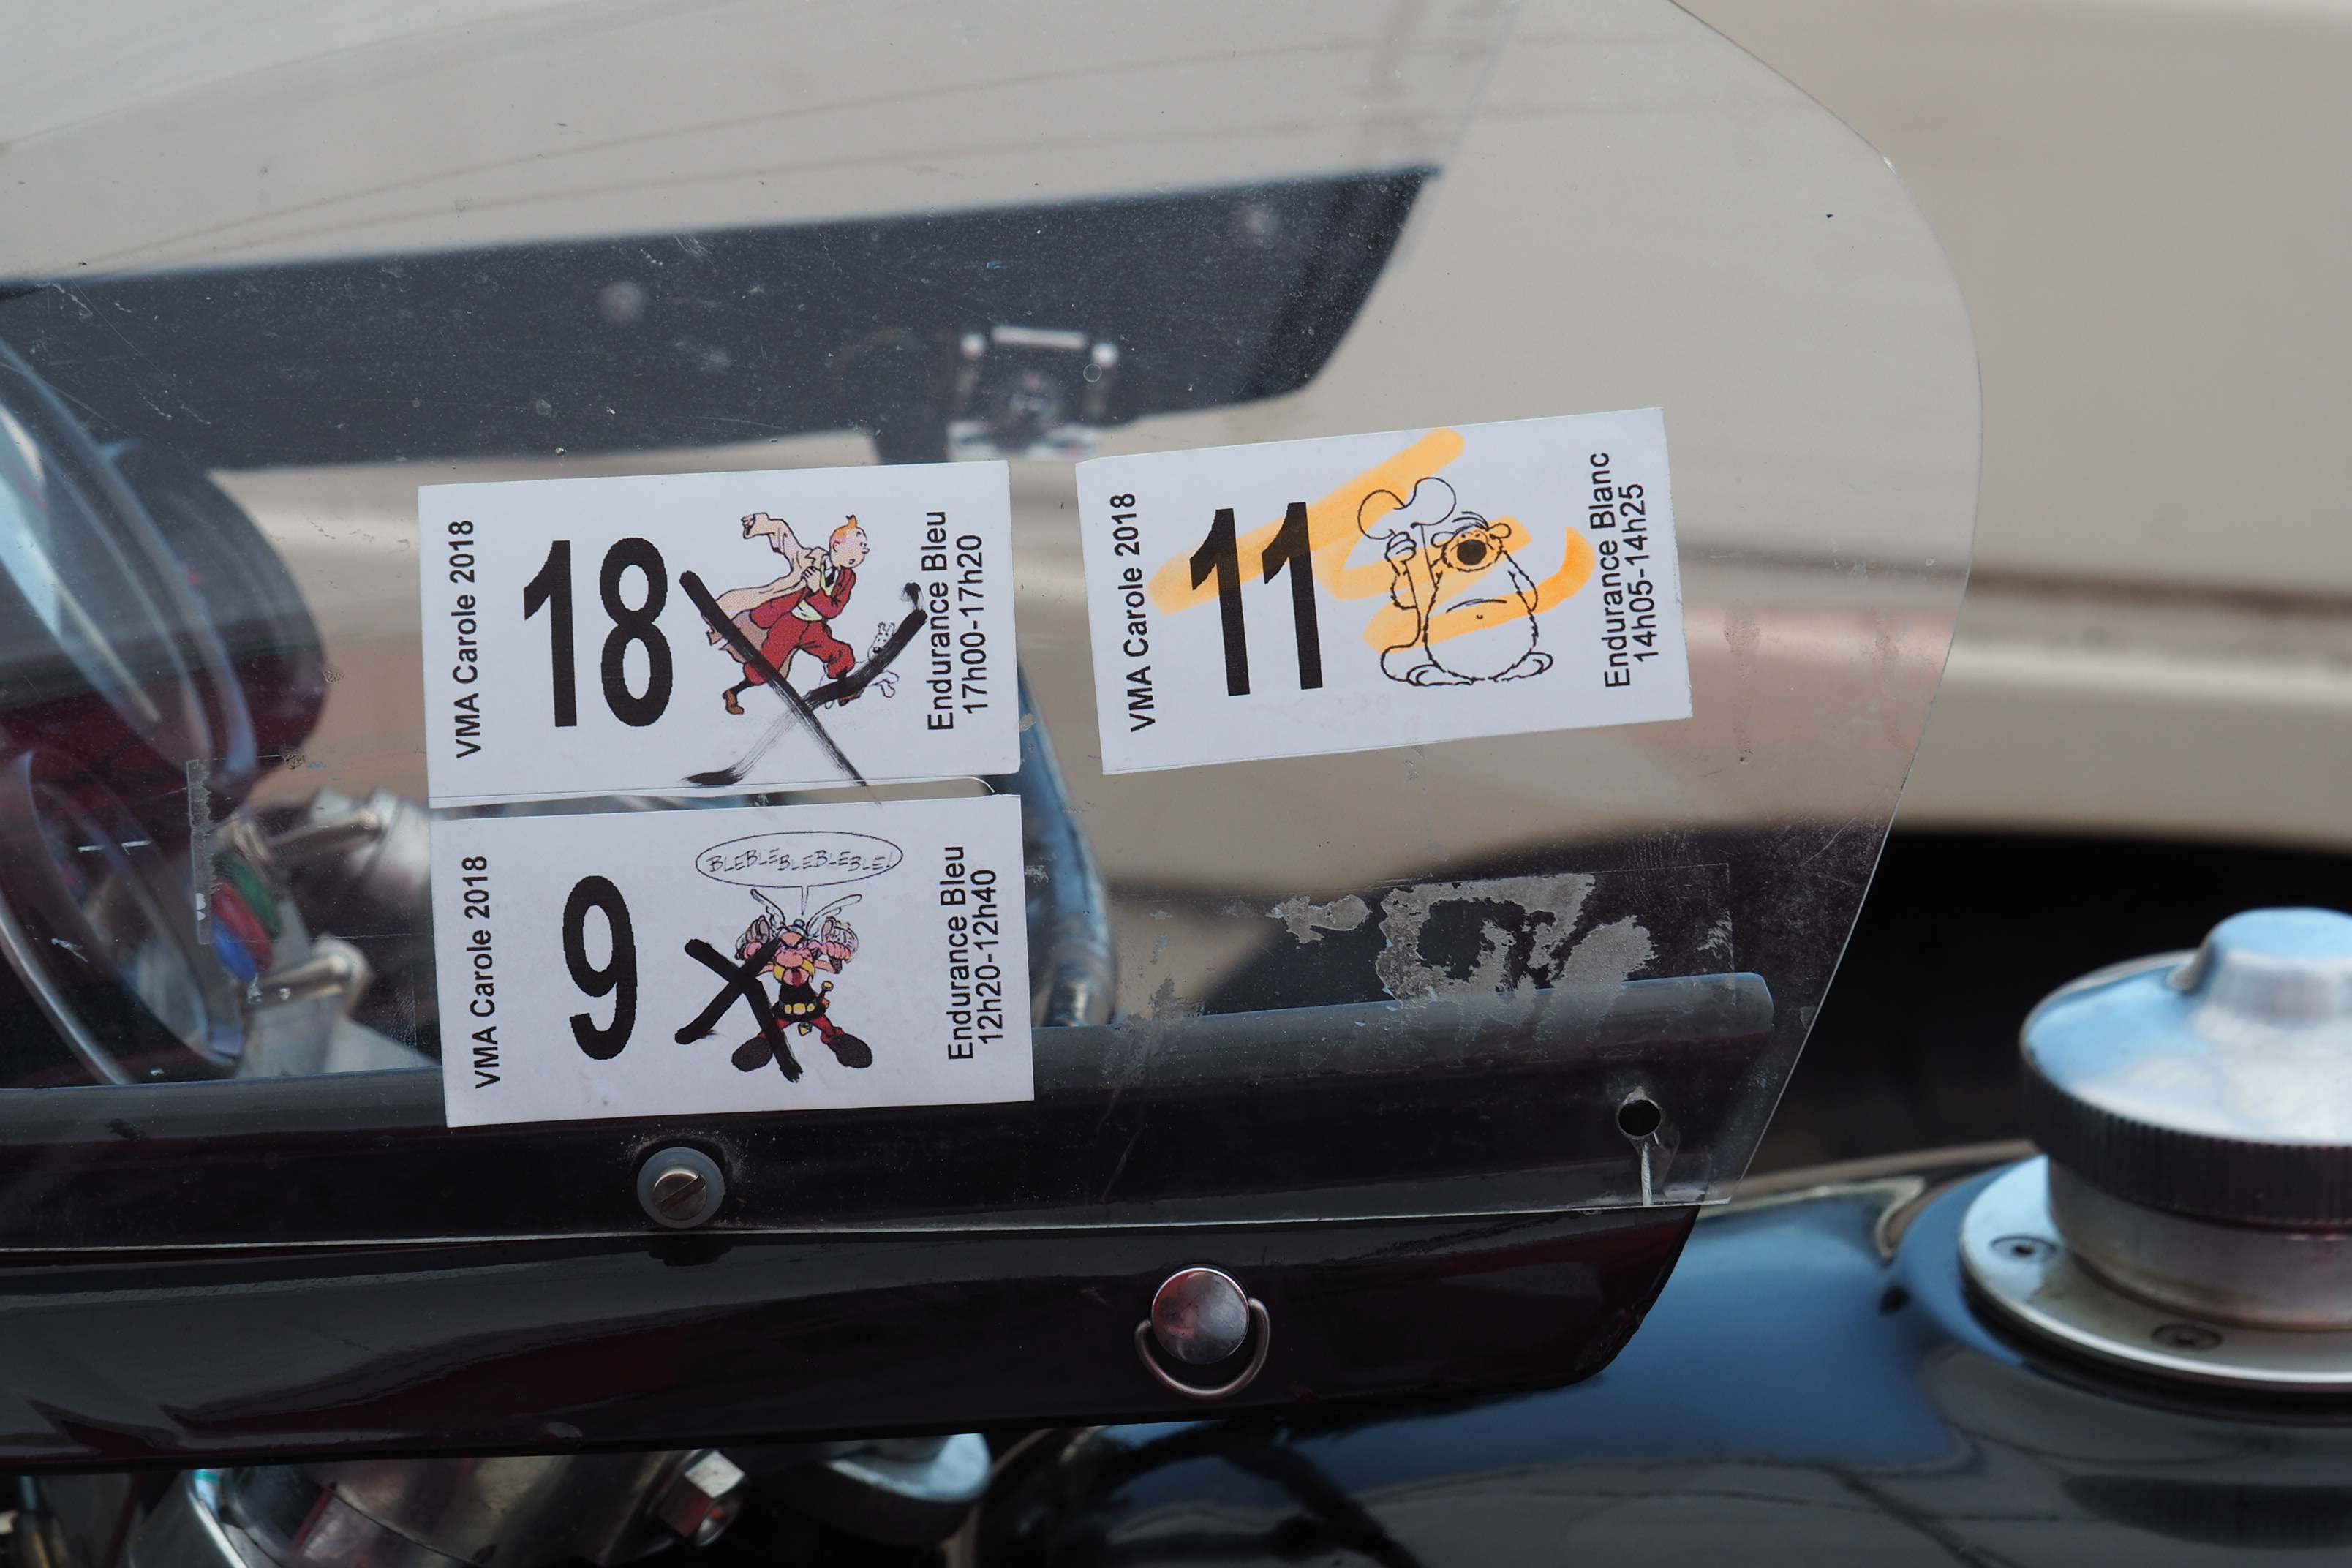 VMA Carole 2018
18
Endurance Bleu
17h00-17h20
VMA Carole 2018
11
Endurance Blanc
14h05-14h25
VMA Carole 2018
9
BLEBLEBLEBLEBLE!
Endurance Bleu
12h20-12h40